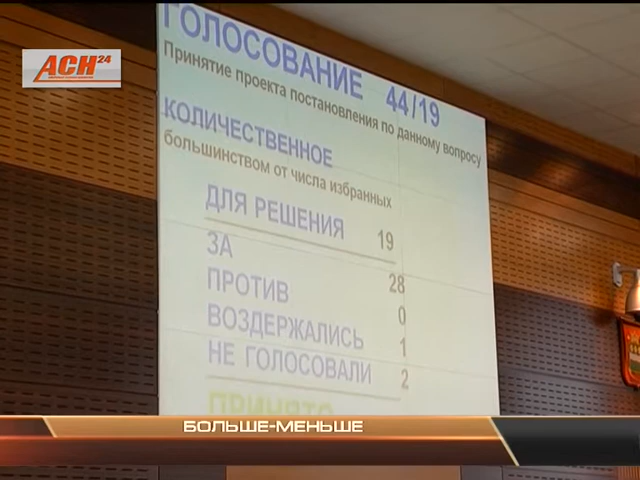 АСН24
ГОЛОСОВАНИЕ 44/19
Принятие проекта постановления по данному вопросу
КОЛИЧЕСТВЕННОЕ
большинством от числа избранных
ДЛЯ РЕШЕНИЯ 19
ЗА 28
ПРОТИВ 0
ВОЗДЕРЖАЛИСЬ 1
НЕ ГОЛОСОВАЛИ 2
ПРИНЯТО
БОЛЬШЕ-МЕНЬШЕ